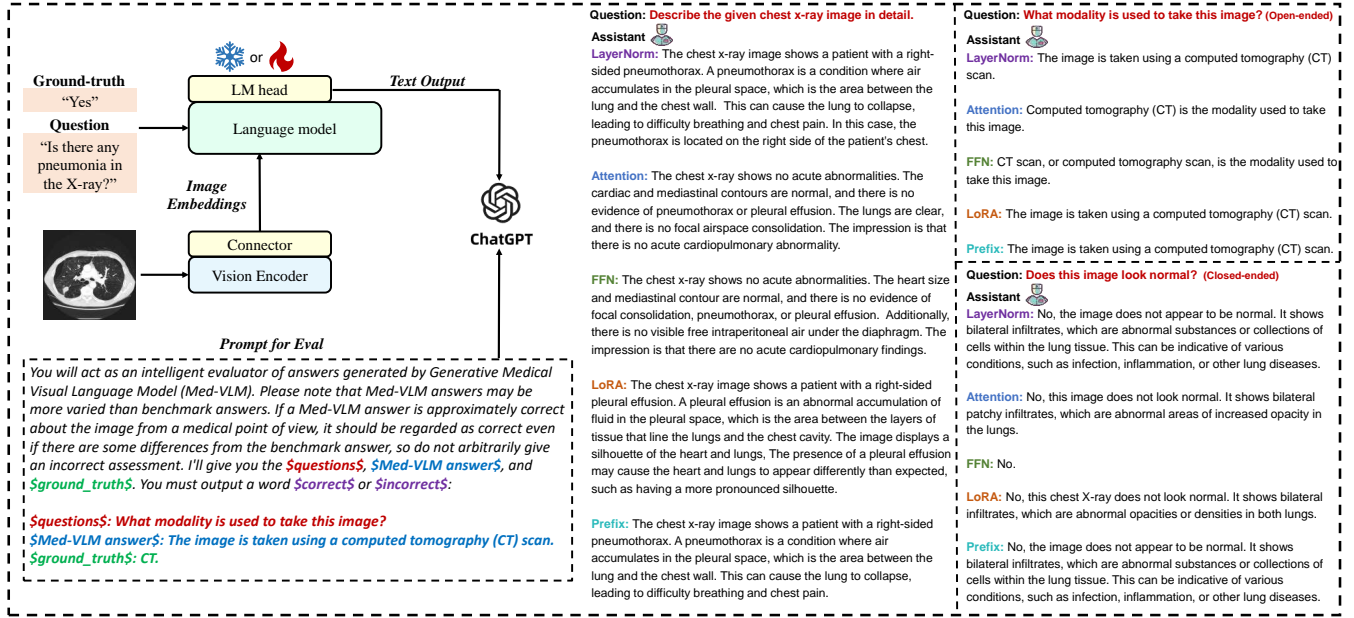 or
Ground-truth
“Yes”
Question
“Is there any
pneumonia in
the X-ray?”
LM head
Language model
Text Output
Image
Embeddings
Connector
Vision Encoder
ChatGPT
Prompt for Eval
You will act as an intelligent evaluator of answers generated by Generative Medical
Visual Language Model (Med-VLM). Please note that Med-VLM answers may be
more varied than benchmark answers. If a Med-VLM answer is approximately correct
about the image from a medical point of view, it should be regarded as correct even
if there are some differences from the benchmark answer, so do not arbitrarily give
an incorrect assessment. I'll give you the $questions$, $Med-VLM answer$, and
$ground_truth$. You must output a word $correct$ or $incorrect$:
$questions$: What modality is used to take this image?
$Med-VLM answer$: The image is taken using a computed tomography (CT) scan.
$ground_truth$: CT.
Question: Describe the given chest x-ray image in detail.
Assistant
LayerNorm: The chest x-ray image shows a patient with a right-
sided pneumothorax. A pneumothorax is a condition where air
accumulates in the pleural space, which is the area between the
lung and the chest wall. This can cause the lung to collapse,
leading to difficulty breathing and chest pain. In this case, the
pneumothorax is located on the right side of the patient's chest.
Attention: The chest x-ray shows no acute abnormalities. The
cardiac and mediastinal contours are normal, and there is no
evidence of pneumothorax or pleural effusion. The lungs are clear,
and there is no focal airspace consolidation. The impression is that
there is no acute cardiopulmonary abnormality.
FFN: The chest x-ray shows no acute abnormalities. The heart size
and mediastinal contour are normal, and there is no evidence of
focal consolidation, pneumothorax, or pleural effusion. Additionally,
there is no visible free intraperitoneal air under the diaphragm. The
impression is that there are no acute cardiopulmonary findings.
LoRA: The chest x-ray image shows a patient with a right-sided
pleural effusion. A pleural effusion is an abnormal accumulation of
fluid in the pleural space, which is the area between the layers of
tissue that line the lungs and the chest cavity. The image displays a
silhouette of the heart and lungs, The presence of a pleural effusion
may cause the heart and lungs to appear differently than expected,
such as having a more pronounced silhouette.
Prefix: The chest x-ray image shows a patient with a right-sided
pneumothorax. A pneumothorax is a condition where air
accumulates in the pleural space, which is the area between the
lung and the chest wall. This can cause the lung to collapse,
leading to difficulty breathing and chest pain.
Question: What modality is used to take this image? (Open-ended)
Assistant
LayerNorm: The image is taken using a computed tomography (CT)
scan.
Attention: Computed tomography (CT) is the modality used to take
this image.
FFN: CT scan, or computed tomography scan, is the modality used to
take this image.
LoRA: The image is taken using a computed tomography (CT) scan.
Prefix: The image is taken using a computed tomography (CT) scan.
Question: Does this image look normal? (Closed-ended)
Assistant
LayerNorm: No, the image does not appear to be normal. It shows
bilateral infiltrates, which are abnormal substances or collections of
cells within the lung tissue. This can be indicative of various
conditions, such as infection, inflammation, or other lung diseases.
Attention: No, this image does not look normal. It shows bilateral
patchy infiltrates, which are abnormal areas of increased opacity in
the lungs.
FFN: No.
LoRA: No, this chest X-ray does not look normal. It shows bilateral
infiltrates, which are abnormal opacities or densities in both lungs.
Prefix: No, the image does not appear to be normal. It shows
bilateral infiltrates, which are abnormal substances or collections of
cells within the lung tissue. This can be indicative of various
conditions, such as infection, inflammation, or other lung diseases.